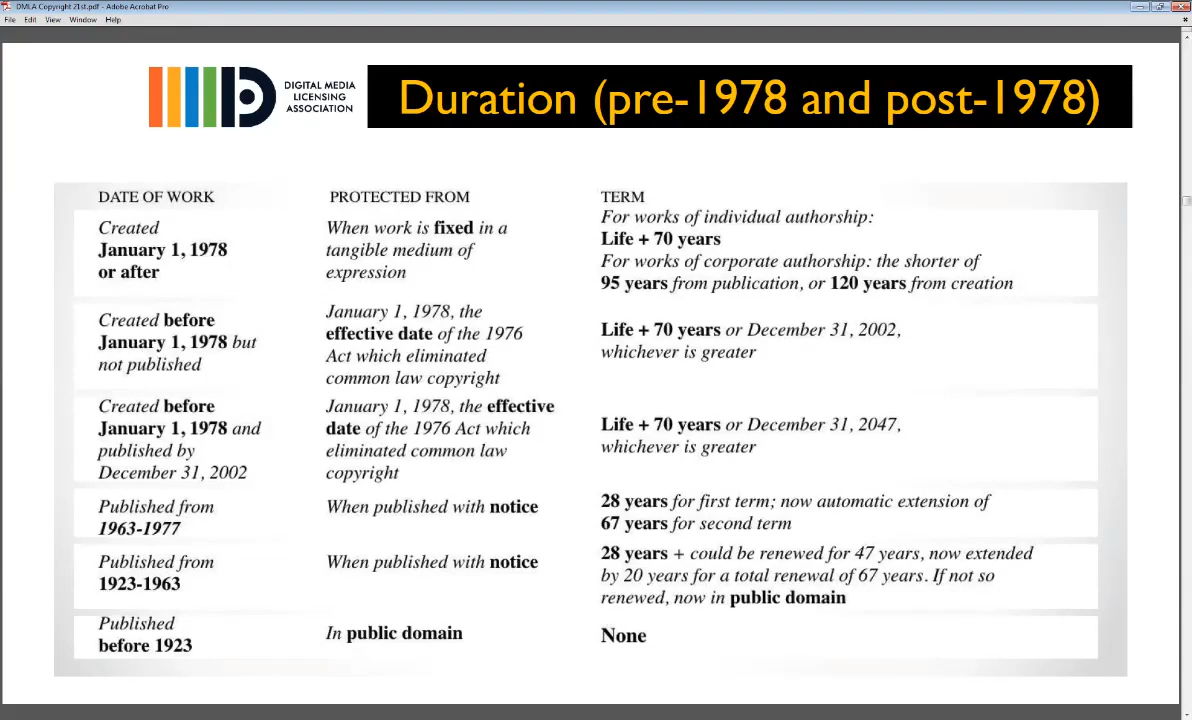 DMLA Copyright 21st.pdf - Adobe Acrobat Pro
File Edit View Window Help
DIGITAL MEDIA
LICENSING
ASSOCIATION
Duration (pre-1978 and post-1978)
DATE OF WORK PROTECTED FROM TERM
Created
January 1, 1978
or after
When work is fixed in a
tangible medium of
expression
For works of individual authorship:
Life + 70 years
For works of corporate authorship: the shorter of
95 years from publication, or 120 years from creation
Created before
January 1, 1978 but
not published
January 1, 1978, the
effective date of the 1976
Act which eliminated
common law copyright
Life + 70 years or December 31, 2002,
whichever is greater
Created before
January 1, 1978 and
published by
December 31, 2002
January 1, 1978, the effective
date of the 1976 Act which
eliminated common law
copyright
Life + 70 years or December 31, 2047,
whichever is greater
Published from
1963-1977
When published with notice
28 years for first term; now automatic extension of
67 years for second term
Published from
1923-1963
When published with notice
28 years + could be renewed for 47 years, now extended
by 20 years for a total renewal of 67 years. If not so
renewed, now in public domain
Published
before 1923
In public domain
None